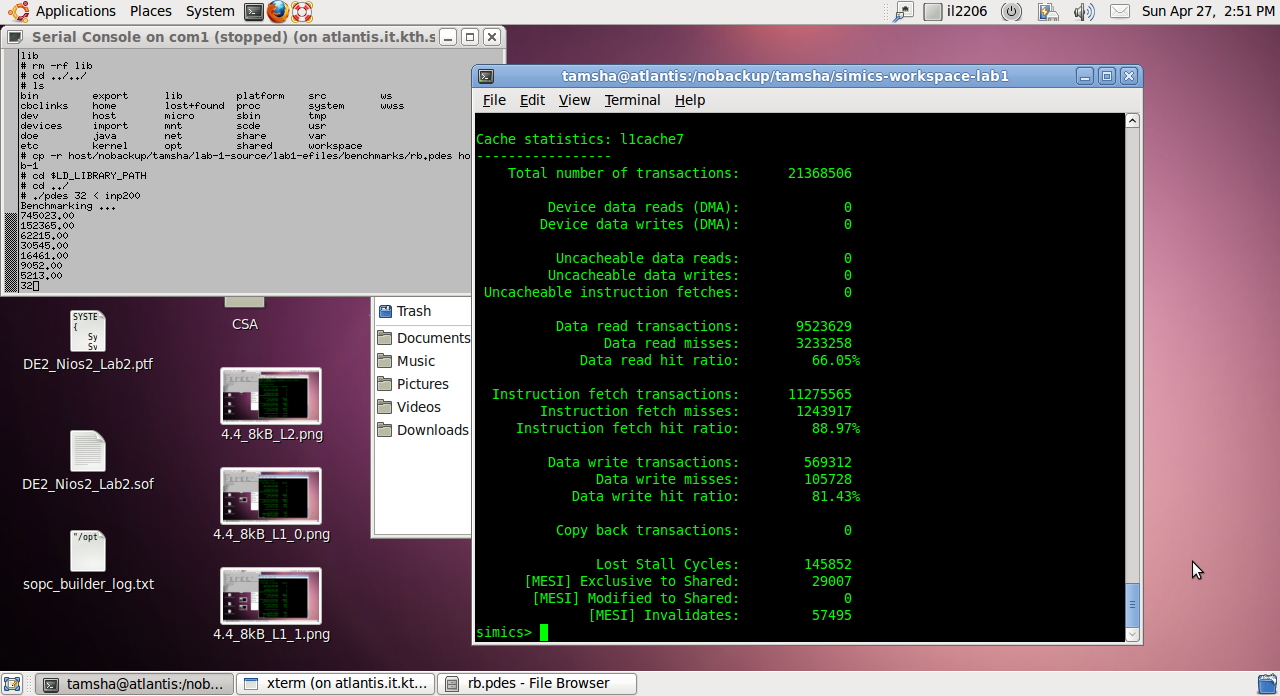 Applications Places System il2206 Sun Apr 27, 2:51 PM
Serial Console on com1 (stopped) (on atlantis.it.kth.s
lib
# rm -rf lib
# cd ../../
# ls
bin export lib platform src ws
cbclinks home lost+found proc system wwss
dev host micro sbin tmp
devices import mnt scde usr
doe java net share var
etc kernel opt shared workspace
# cp -r host/nobackup/tamsha/lab-1-source/lab1-efiles/benchmarks/rb.pdes ho
b-1
# cd $LD_LIBRARY_PATH
# cd ../
# ./pdes 32 < inp200
Benchmarking ...
745023.00
152365.00
62215.00
30545.00
16461.00
9052.00
5213.00
32
tamsha@atlantis:/nobackup/tamsha/simics-workspace-lab1
File Edit View Terminal Help
Cache statistics: l1cache7
-----------------
Total number of transactions: 21368506
Device data reads (DMA): 0
Device data writes (DMA): 0
Uncacheable data reads: 0
Uncacheable data writes: 0
Uncacheable instruction fetches: 0
Data read transactions: 9523629
Data read misses: 3233258
Data read hit ratio: 66.05%
Instruction fetch transactions: 11275565
Instruction fetch misses: 1243917
Instruction fetch hit ratio: 88.97%
Data write transactions: 569312
Data write misses: 105728
Data write hit ratio: 81.43%
Copy back transactions: 0
Lost Stall Cycles: 145852
[MESI] Exclusive to Shared: 29007
[MESI] Modified to Shared: 0
[MESI] Invalidates: 57495
simics>
Trash
Documents
Music
Pictures
Videos
Downloads
CSA
SYSTE
{
Sy
Sv
DE2_Nios2_Lab2.ptf
4.4_8kB_L2.png
DE2_Nios2_Lab2.sof
4.4_8kB_L1_0.png
"/opt
sopc_builder_log.txt
4.4_8kB_L1_1.png
tamsha@atlantis:/nob... xterm (on atlantis.it.kt... rb.pdes - File Browser